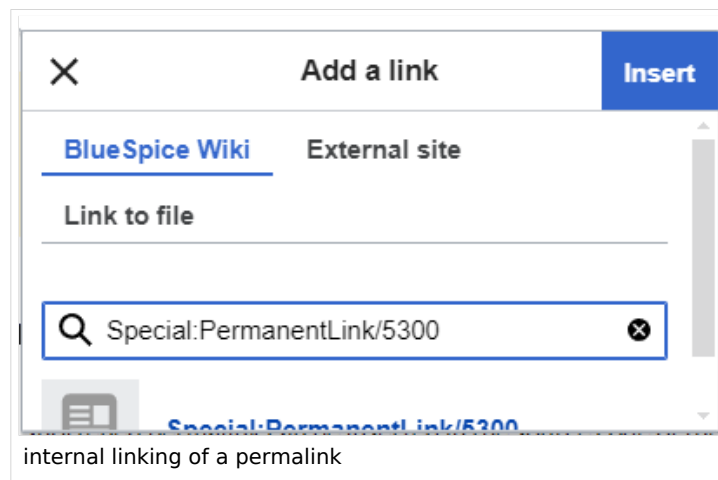 Add a link
Insert
BlueSpice Wiki
External site
Link to file
Special:PermanentLink/5300
Special:PermanentLink/5300
internal linking of a permalink